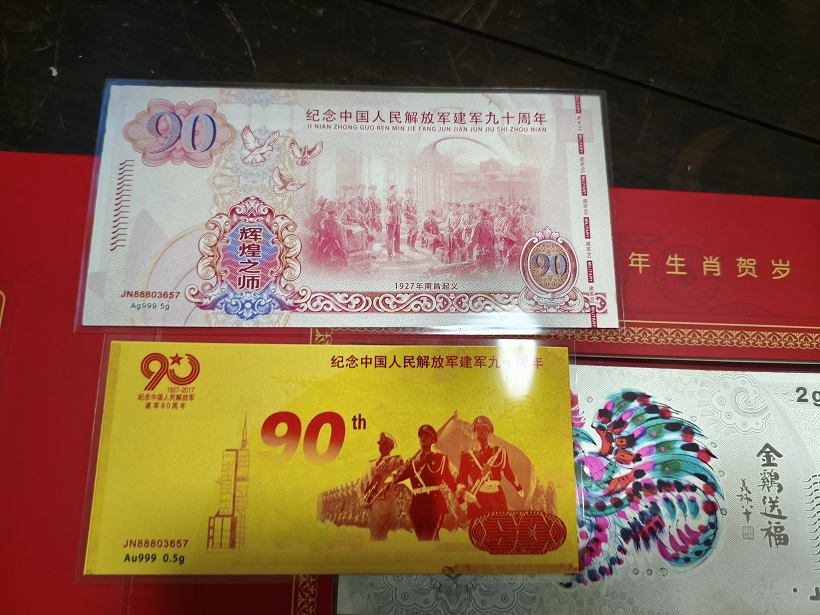 90
纪念中国人民解放军建军九十周年
JI NIAN ZHONG GUO REN MIN JIE FANG JUN JIAN JUN JIU SHI ZHOU NIAN
辉煌之师
90
1927年南昌起义
JN88803657
Ag999.5g
年生肖贺岁
90
1927-2017
纪念中国人民解放军
建军90周年
纪念中国人民解放军建军九十周年
90th
JN88803657
Au999 0.5g
90
2g
金鸡送福